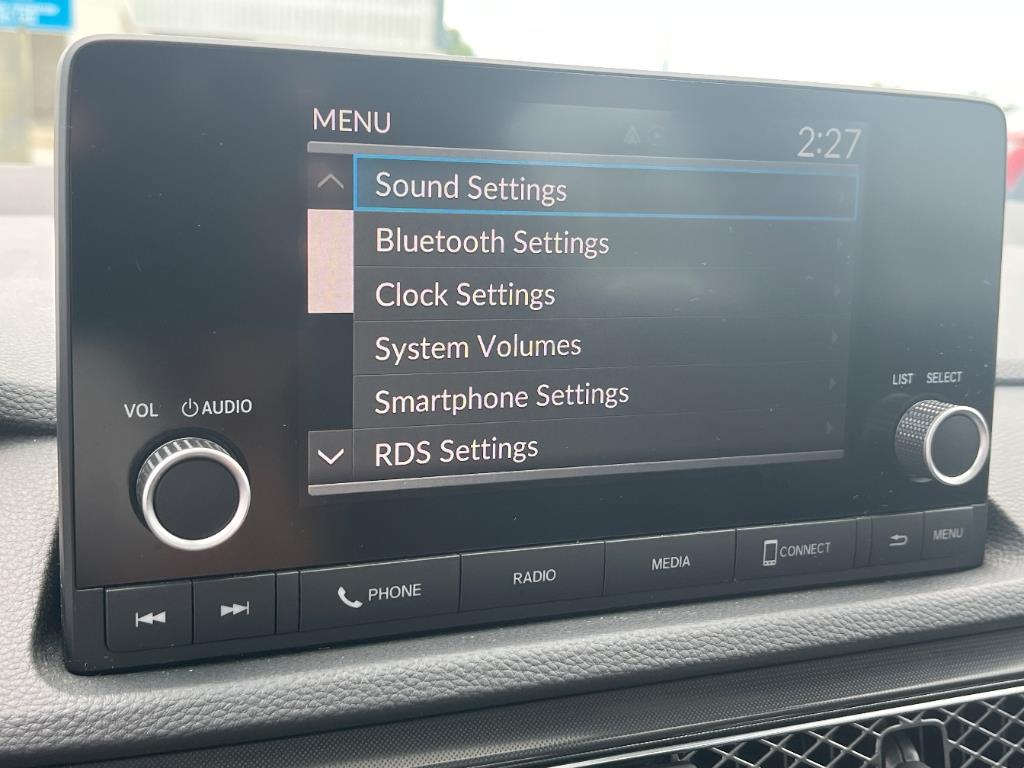 MENU
2:27
Sound Settings
Bluetooth Settings
Clock Settings
System Volumes
Smartphone Settings
RDS Settings
VOL AUDIO
LIST SELECT
PHONE
RADIO
MEDIA
CONNECT
MENU